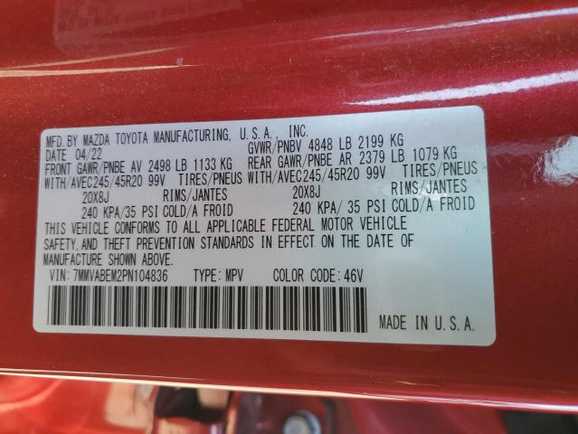 MFD. BY MAZDA TOYOTA MANUFACTURING, U.S.A., INC.
DATE 04/22 GVWR/PNBV 4848 LB 2199 KG
FRONT GAWR/PNBE AV 2498 LB 1133 KG REAR GAWR/PNBE AR 2379 LB 1079 KG
WITH/AVEC245/45R20 99V TIRES/PNEUS WITH/AVEC245/45R20 99V TIRES/PNEUS
20X8J RIMS/JANTES 20X8J RIMS/JANTES
240 KPA/ 35 PSI COLD/A FROID 240 KPA/ 35 PSI COLD/A FROID
THIS VEHICLE CONFORMS TO ALL APPLICABLE FEDERAL MOTOR VEHICLE
SAFETY, AND THEFT PREVENTION STANDARDS IN EFFECT ON THE DATE OF
MANUFACTURE SHOWN ABOVE.
VIN: 7MMVABEM2PN104836 TYPE: MPV COLOR CODE: 46V
MADE IN U.S.A.